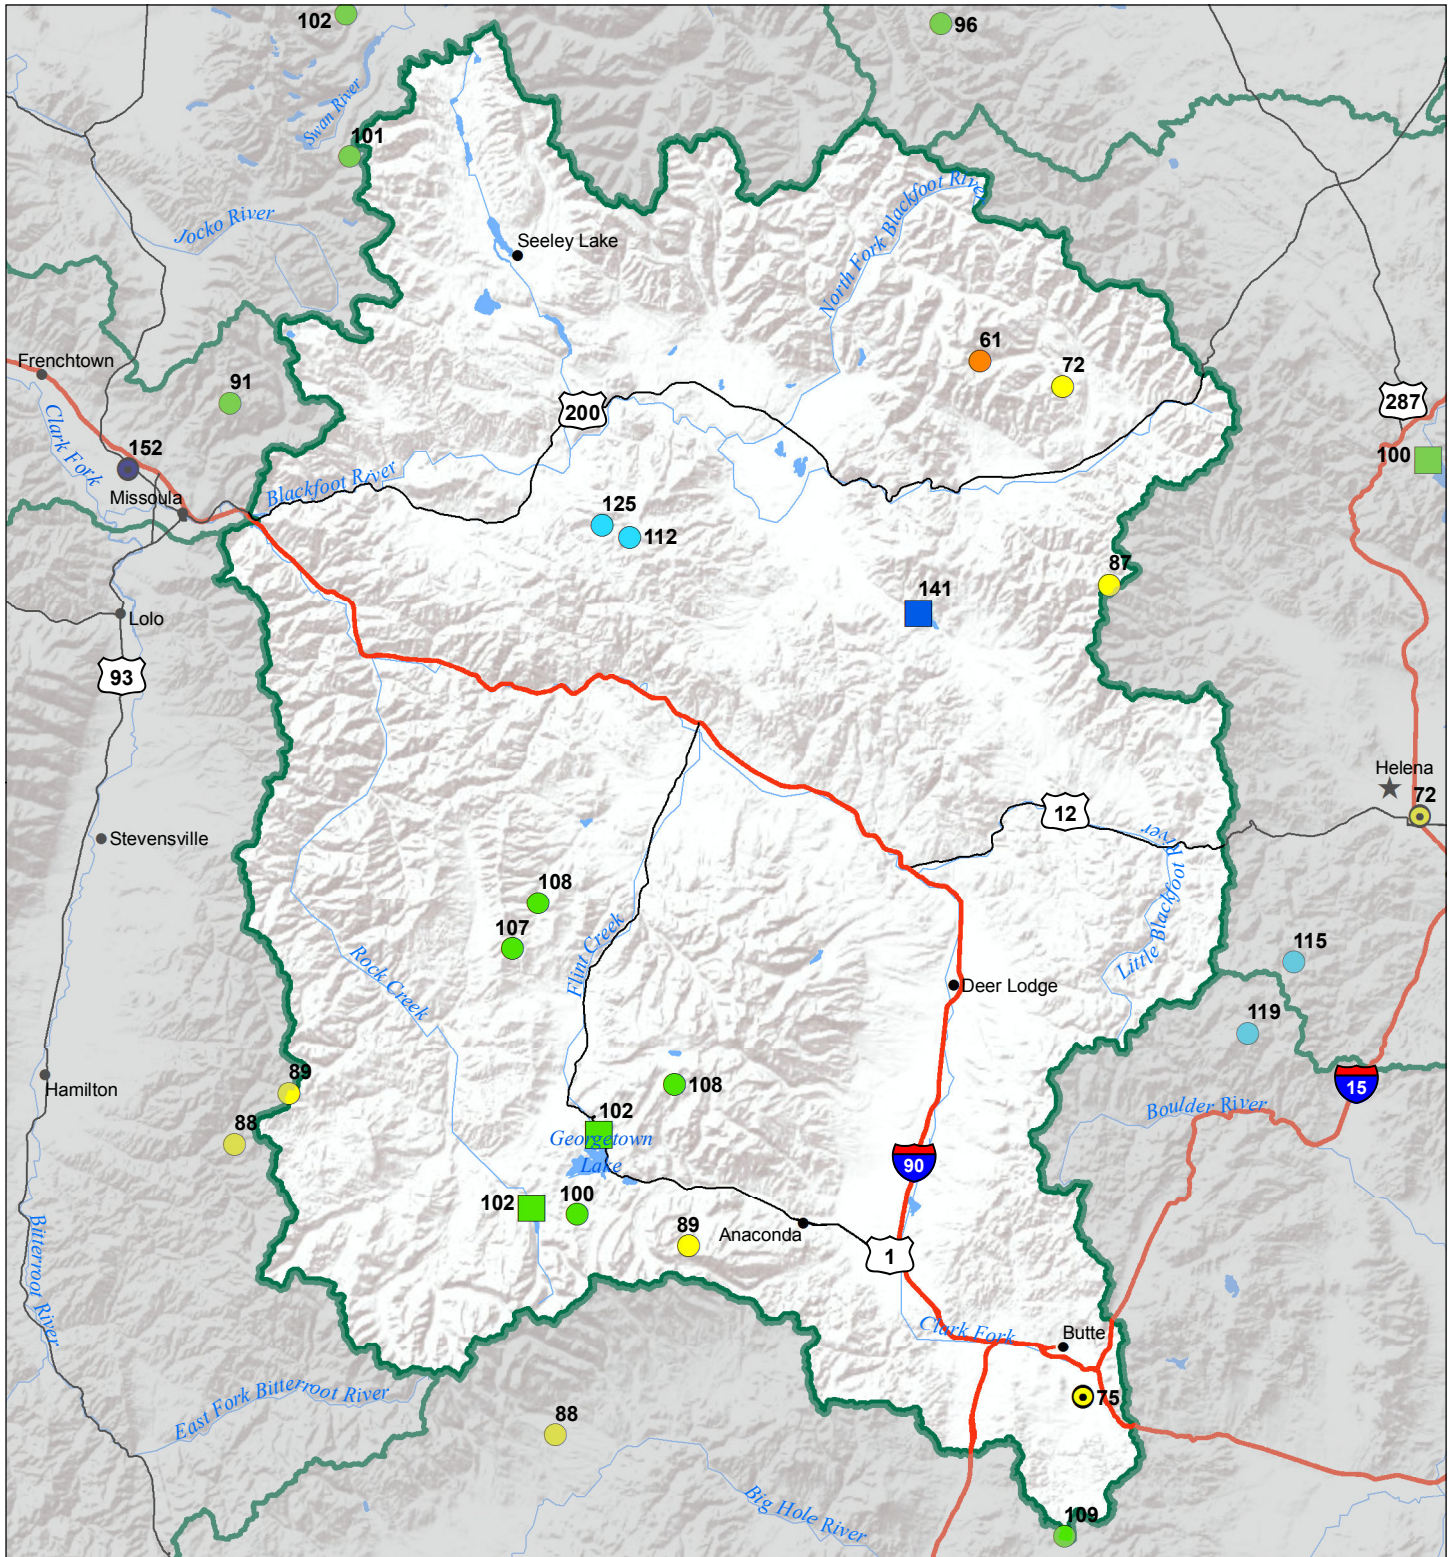 102
96
Swan River
101
Jocko River
North Fork Blackfoot River
Seeley Lake
61
72
Frenchtown
91
200
287
Clark Fork
152
100
Missoula
Blackfoot River
125
112
87
141
Lolo
93
Helena
72
12
Stevensville
Little Blackfoot River
108
107
Flint Creek
115
Rock Creek
Deer Lodge
119
89
108
Hamilton
15
88
102
Georgetown
Lake
Boulder River
90
102
100
89
Anaconda
1
Bitterroot River
Clark Fork
Butte
East Fork Bitterroot River
75
88
Big Hole River
109